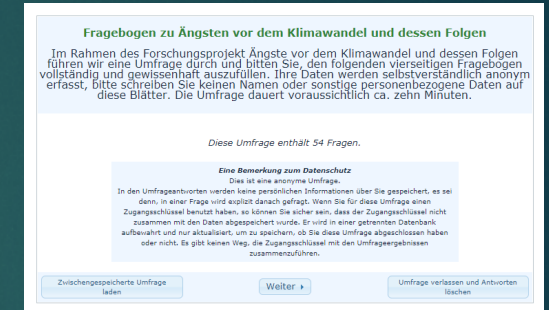 Fragebogen zu Ängsten vor dem Klimawandel und dessen Folgen
Im Rahmen des Forschungsprojekt Ängste vor dem Klimawandel und dessen Folgen
führen wir eine Umfrage durch und bitten Sie, den folgenden vierseitigen Fragebogen
vollständig und gewissenhaft auszufüllen. Ihre Daten werden selbstverständlich anonym
erfasst, bitte schreiben Sie keinen Namen oder sonstige personenbezogene Daten auf
diese Blätter. Die Umfrage dauert voraussichtlich ca. zehn Minuten.
Diese Umfrage enthält 54 Fragen.
Eine Bemerkung zum Datenschutz
Dies ist eine anonyme Umfrage.
In den Umfrageantworten werden keine persönlichen Informationen über Sie gespeichert, es sei
denn, in einer Frage wird explizit danach gefragt. Wenn Sie für diese Umfrage einen
Zugangsschlüssel benutzt haben, so können Sie sicher sein, dass der Zugangsschlüssel nicht
zusammen mit den Daten abgespeichert wurde. Er wird in einer getrennten Datenbank
aufbewahrt und nur aktualisiert, um zu speichern, ob Sie diese Umfrage abgeschlossen haben
oder nicht. Es gibt keinen Weg, die Zugangsschlüssel mit den Umfrageergebnissen
zusammenzuführen.
Zwischengespeicherte Umfrage
laden
Weiter
Umfrage verlassen und Antworten
löschen